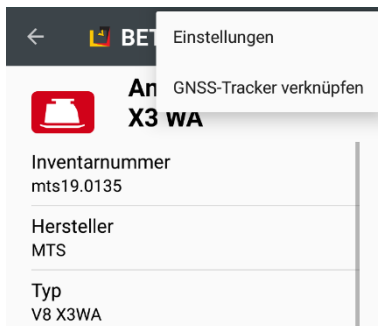 BET
Einstellungen
GNSS-Tracker verknüpfen
An
X3 WA
Inventarnummer
mts19.0135
Hersteller
MTS
Typ
V8 X3WA